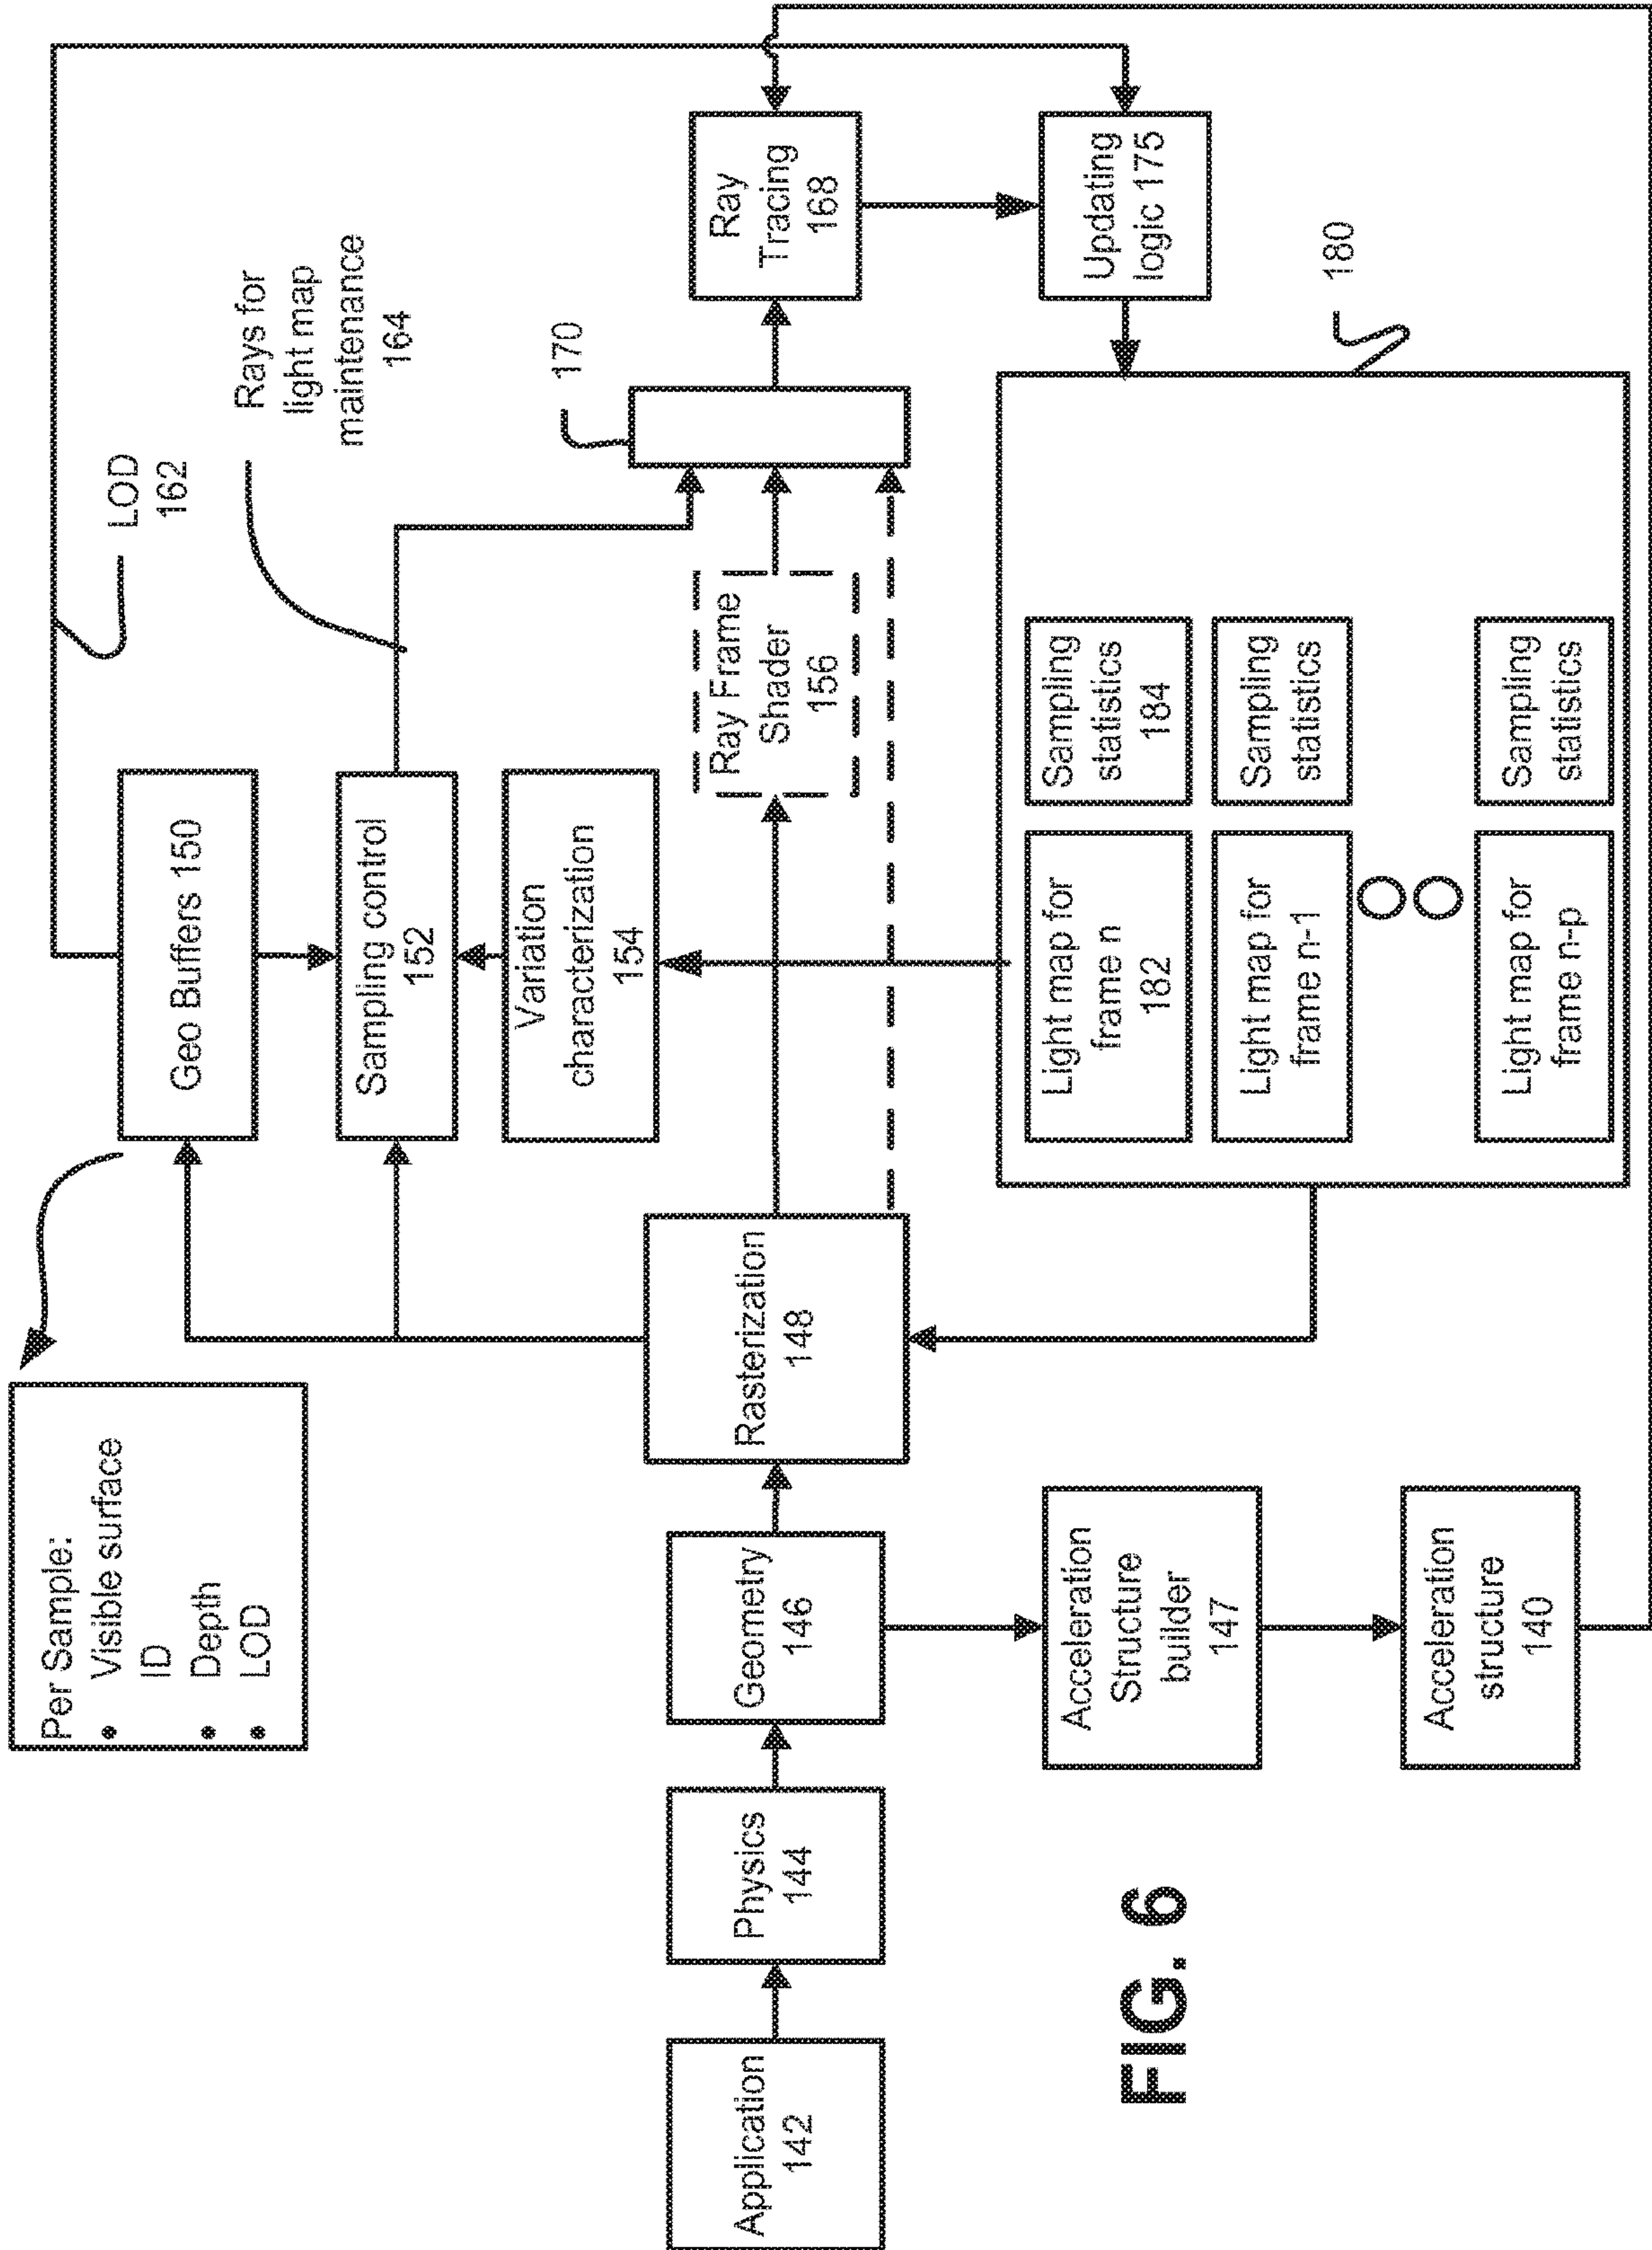 Per Sample:
• Visible surface
ID
• Depth
• LOD
LOD
162
Rays for
light map
maintenance
164
Geo Buffers 150
Sampling control
152
Variation
characterization
154
170
Application
142
Physics
144
Geometry
146
Rasterization
148
Ray Frame
Shader
156
Ray
Tracing
168
Acceleration
Structure
builder
147
Acceleration
structure
140
Updating
logic 175
180
Light map for
frame n
182
Sampling
statistics
184
Light map for
frame n-1
Sampling
statistics
Light map for
frame n-p
Sampling
statistics
FIG. 6